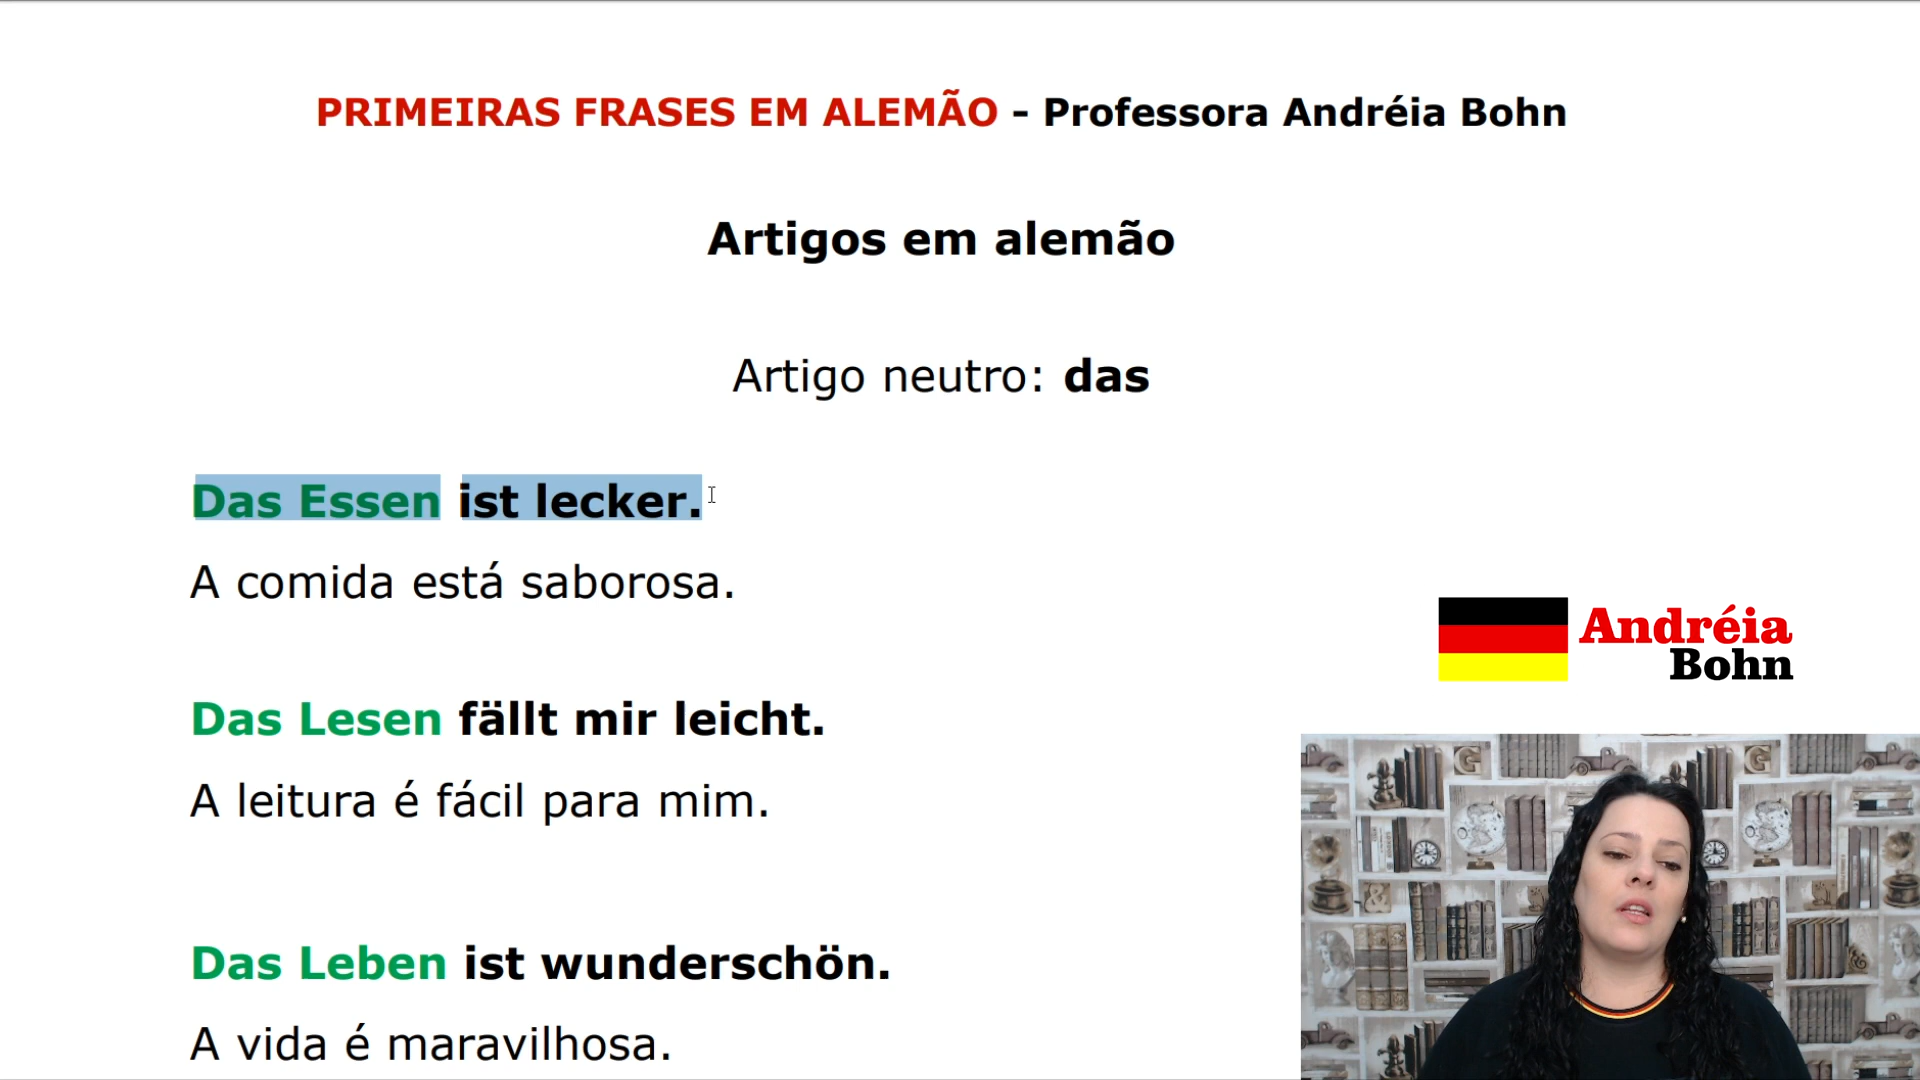 PRIMEIRAS FRASES EM ALEMÃO – Professora Andréia Bohn
Artigos em alemão
Artigo neutro: das
Das Essen ist lecker.
A comida está saborosa.
Das Lesen fällt mir leicht.
A leitura é fácil para mim.
Das Leben ist wunderschön.
A vida é maravilhosa.
Andréia
Bohn
G
G
&